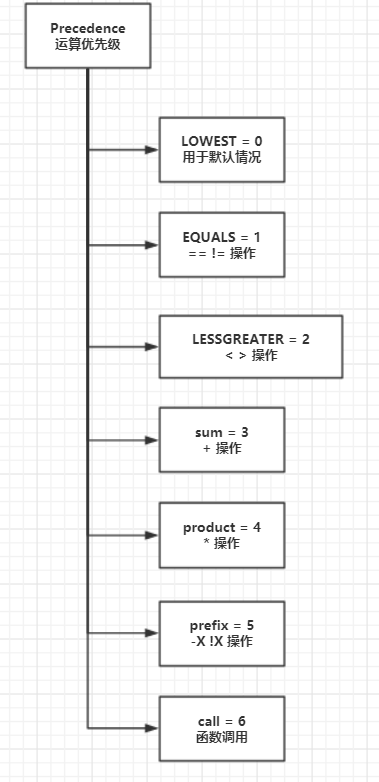 Precedence
运算优先级
LOWEST = 0
用于默认情况
EQUALS = 1
== != 操作
LESSGREATER = 2
< > 操作
sum = 3
+ 操作
product = 4
* 操作
prefix = 5
-X !X 操作
call = 6
函数调用